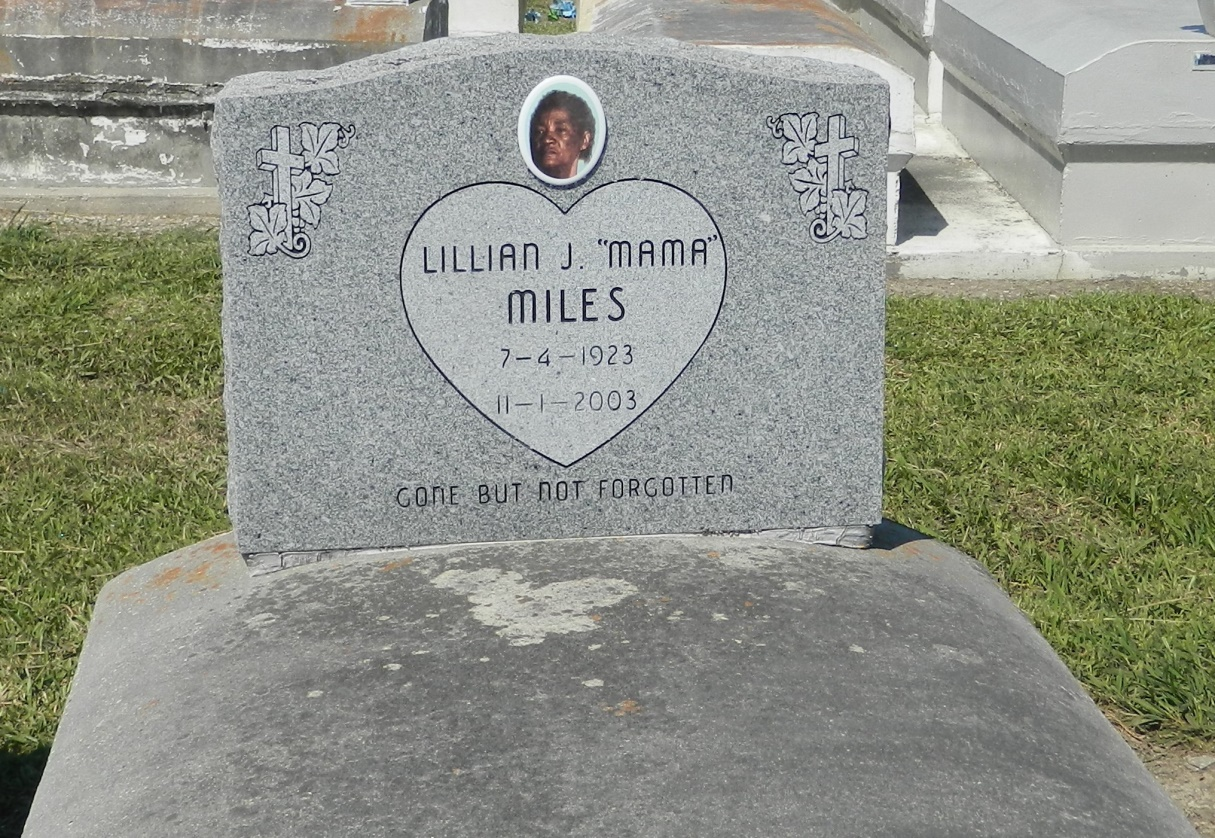 LILLIAN J. "MAMA"
MILES
7-4-1923
11-1-2003
GONE BUT NOT FORGOTTEN